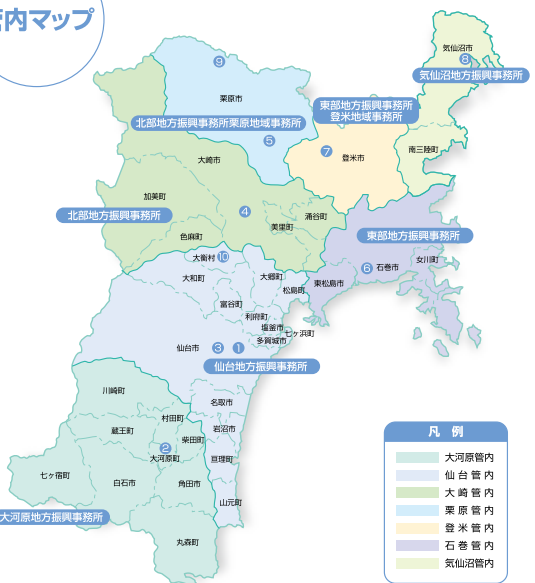 管内マップ
気仙沼市
⑧
気仙沼地方振興事務所
⑨
栗原市
東部地方振興事務所
登米地域事務所
北部地方振興事務所栗原地域事務所
⑤
⑦
登米市
南三陸町
大崎市
加美町
④
涌谷町
北部地方振興事務所
美里町
色麻町
東部地方振興事務所
大衡村
⑩
女川町
⑥
石巻市
大和町
大郷町
松島町
東松島市
富谷町
利府町
塩釜市
七ヶ浜町
多賀城市
仙台市
③
①
仙台地方振興事務所
川崎町
名取市
村田町
蔵王町
岩沼市
柴田町
②
大河原町
亘理町
七ヶ宿町
白石市
角田市
山元町
大河原地方振興事務所
丸森町
凡例
大河原管内
仙台管内
大崎管内
栗原管内
登米管内
石巻管内
気仙沼管内